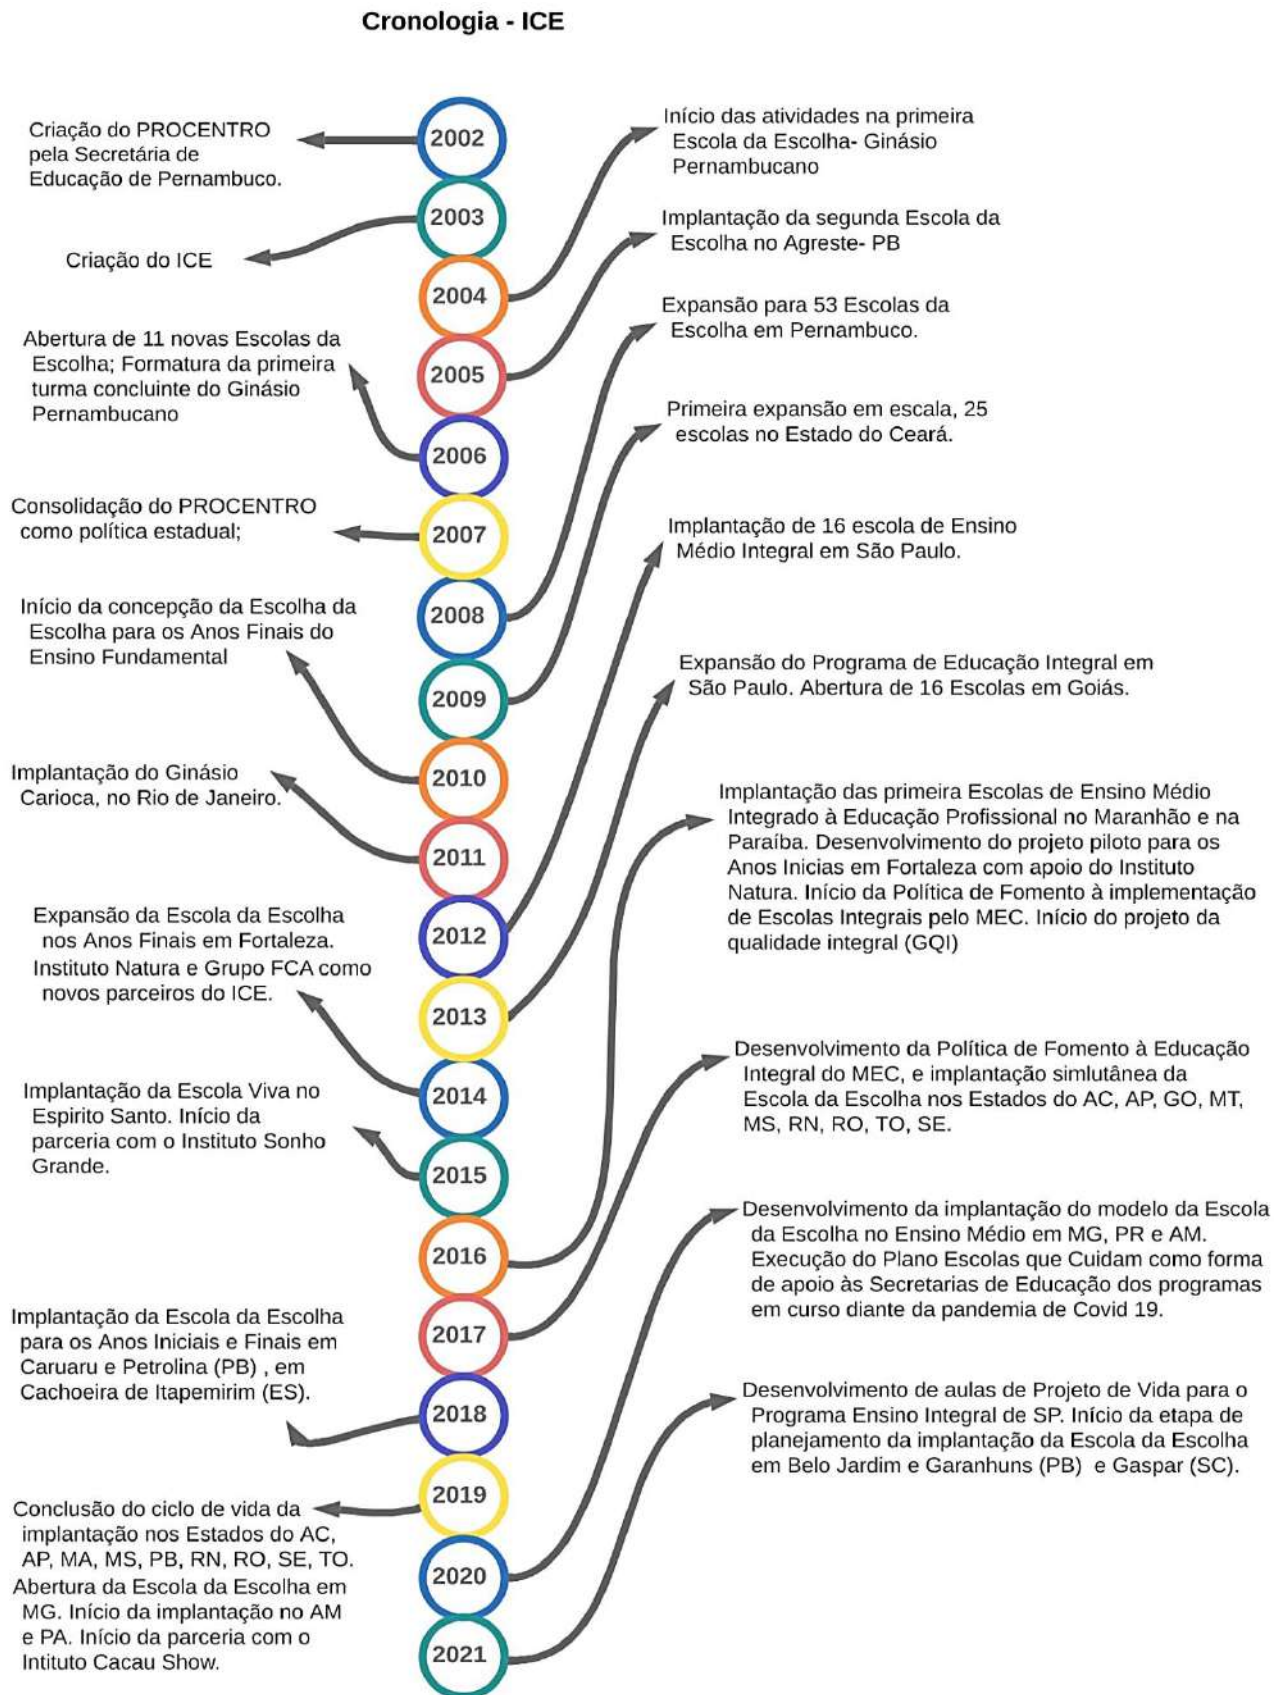 Cronologia - ICE
2002
Criação do PROCENTRO
pela Secretária de
Educação de Pernambuco.
2003
Criação do ICE
2004
Início das atividades na primeira
Escola da Escolha- Ginásio
Pernambucano
2005
Implantação da segunda Escola da
Escolha no Agreste- PB
2006
Abertura de 11 novas Escolas da
Escolha; Formatura da primeira
turma concluinte do Ginásio
Pernambucano
2007
Consolidação do PROCENTRO
como política estadual;
2008
Expansão para 53 Escolas da
Escolha em Pernambuco.
2009
Primeira expansão em escala, 25
escolas no Estado do Ceará.
2010
Início da concepção da Escolha da
Escolha para os Anos Finais do
Ensino Fundamental
2011
Implantação do Ginásio
Carioca, no Rio de Janeiro.
2012
Implantação de 16 escola de Ensino
Médio Integral em São Paulo.
2013
Expansão do Programa de Educação Integral em
São Paulo. Abertura de 16 Escolas em Goiás.
2014
Expansão da Escola da Escolha
nos Anos Finais em Fortaleza.
Instituto Natura e Grupo FCA como
novos parceiros do ICE.
2015
Implantação da Escola Viva no
Espirito Santo. Início da
parceria com o Instituto Sonho
Grande.
2016
Implantação das primeira Escolas de Ensino Médio
Integrado à Educação Profissional no Maranhão e na
Paraíba. Desenvolvimento do projeto piloto para os
Anos Inicias em Fortaleza com apoio do Instituto
Natura. Início da Política de Fomento à implementação
de Escolas Integrais pelo MEC. Início do projeto da
qualidade integral (GQI)
2017
Desenvolvimento da Política de Fomento à Educação
Integral do MEC, e implantação simlutânea da
Escola da Escolha nos Estados do AC, AP, GO, MT,
MS, RN, RO, TO, SE.
2018
Implantação da Escola da Escolha
para os Anos Iniciais e Finais em
Caruaru e Petrolina (PB) , em
Cachoeira de Itapemirim (ES).
2019
Conclusão do ciclo de vida da
implantação nos Estados do AC,
AP, MA, MS, PB, RN, RO, SE, TO.
Abertura da Escola da Escolha em
MG. Início da implantação no AM
e PA. Início da parceria com o
Intituto Cacau Show.
2020
Desenvolvimento da implantação do modelo da Escola
da Escolha no Ensino Médio em MG, PR e AM.
Execução do Plano Escolas que Cuidam como forma
de apoio às Secretarias de Educação dos programas
em curso diante da pandemia de Covid 19.
2021
Desenvolvimento de aulas de Projeto de Vida para o
Programa Ensino Integral de SP. Início da etapa de
planejamento da implantação da Escola da Escolha
em Belo Jardim e Garanhuns (PB) e Gaspar (SC).